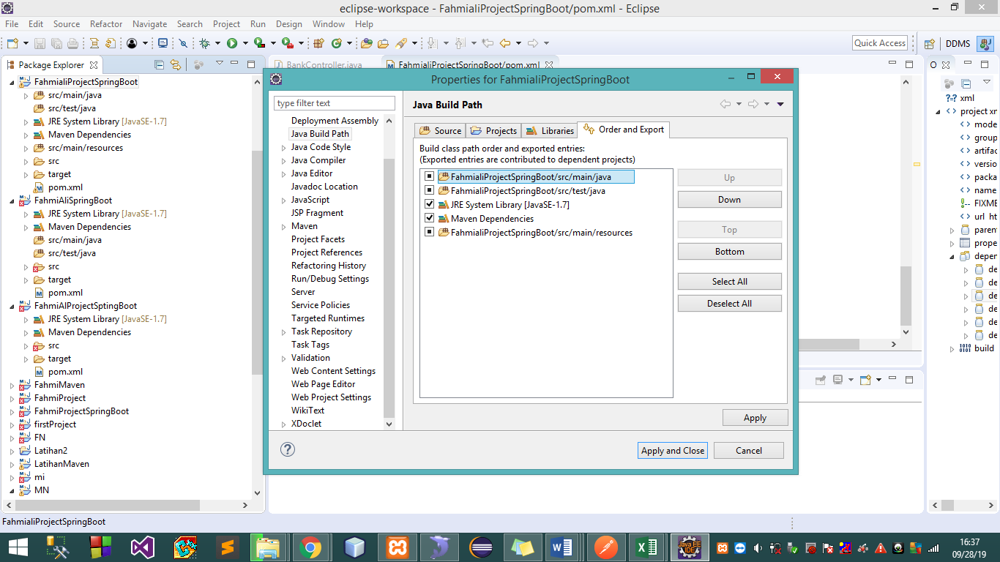 eclipse-workspace - FahmialiProjectSpringBoot/pom.xml - Eclipse
File Edit Source Refactor Navigate Search Project Run Design Window Help
Quick Access
DDMS
Package Explorer
BankController.java
FahmialiProjectSpringBoot/pom.xml
FahmialiProjectSpringBoot
src/main/java
src/test/java
JRE System Library [JavaSE-1.7]
Maven Dependencies
src/main/resources
src
target
pom.xml
FahmiAliSpringBoot
JRE System Library [JavaSE-1.7]
Maven Dependencies
src/main/java
src/test/java
src
target
pom.xml
FahmiAlProjectSptingBoot
JRE System Library [JavaSE-1.7]
Maven Dependencies
src
target
pom.xml
FahmiMaven
FahmiProject
FahmiProjectSpringBoot
firstProject
FN
Latihan2
LatihanMaven
mi
MN
Properties for FahmialiProjectSpringBoot
type filter text
Deployment Assembly
Java Build Path
Java Code Style
Java Compiler
Java Editor
Javadoc Location
JavaScript
JSP Fragment
Maven
Project Facets
Project References
Refactoring History
Run/Debug Settings
Server
Service Policies
Targeted Runtimes
Task Repository
Task Tags
Validation
Web Content Settings
Web Page Editor
Web Project Settings
WikiText
XDoclet
Java Build Path
Source Projects Libraries Order and Export
Build class path order and exported entries:
(Exported entries are contributed to dependent projects)
FahmialiProjectSpringBoot/src/main/java
FahmialiProjectSpringBoot/src/test/java
JRE System Library [JavaSE-1.7]
Maven Dependencies
FahmialiProjectSpringBoot/src/main/resources
Up
Down
Top
Bottom
Select All
Deselect All
Apply
Apply and Close
Cancel
O
?=? xml
project xr
mode
group
artifac
versio
packa
name
FIXME
url ht
paren
prope
deper
de
de
de
de
de
de
build
FahmialiProjectSpringBoot
16:37
09/28/19